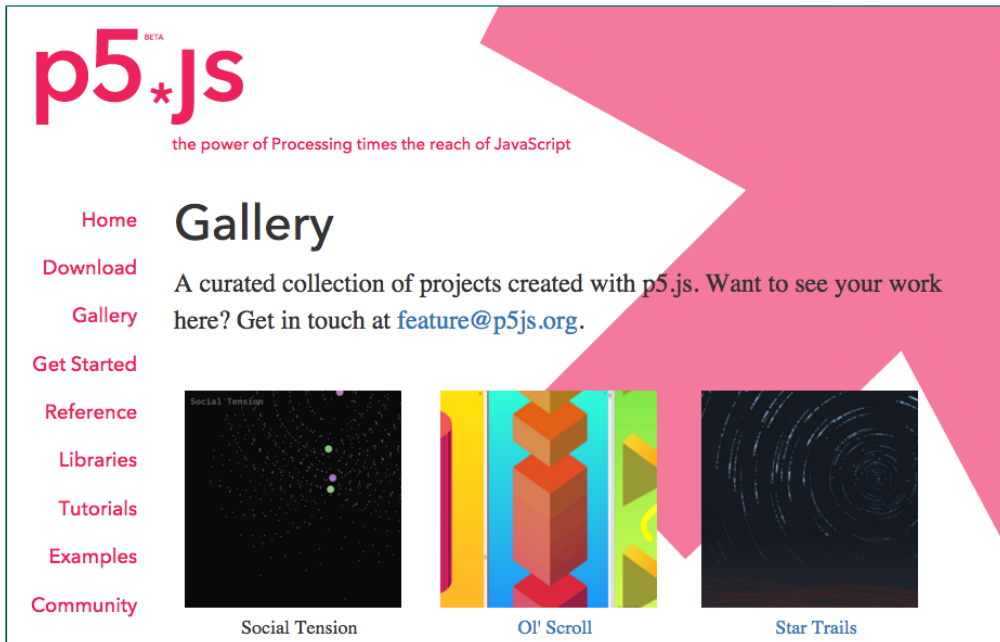 p5.js
BETA
the power of Processing times the reach of JavaScript
Home
Download
Gallery
Get Started
Reference
Libraries
Tutorials
Examples
Community
Gallery
A curated collection of projects created with p5.js. Want to see your work
here? Get in touch at feature@p5js.org.
Social Tension
Social Tension
Ol' Scroll
Star Trails